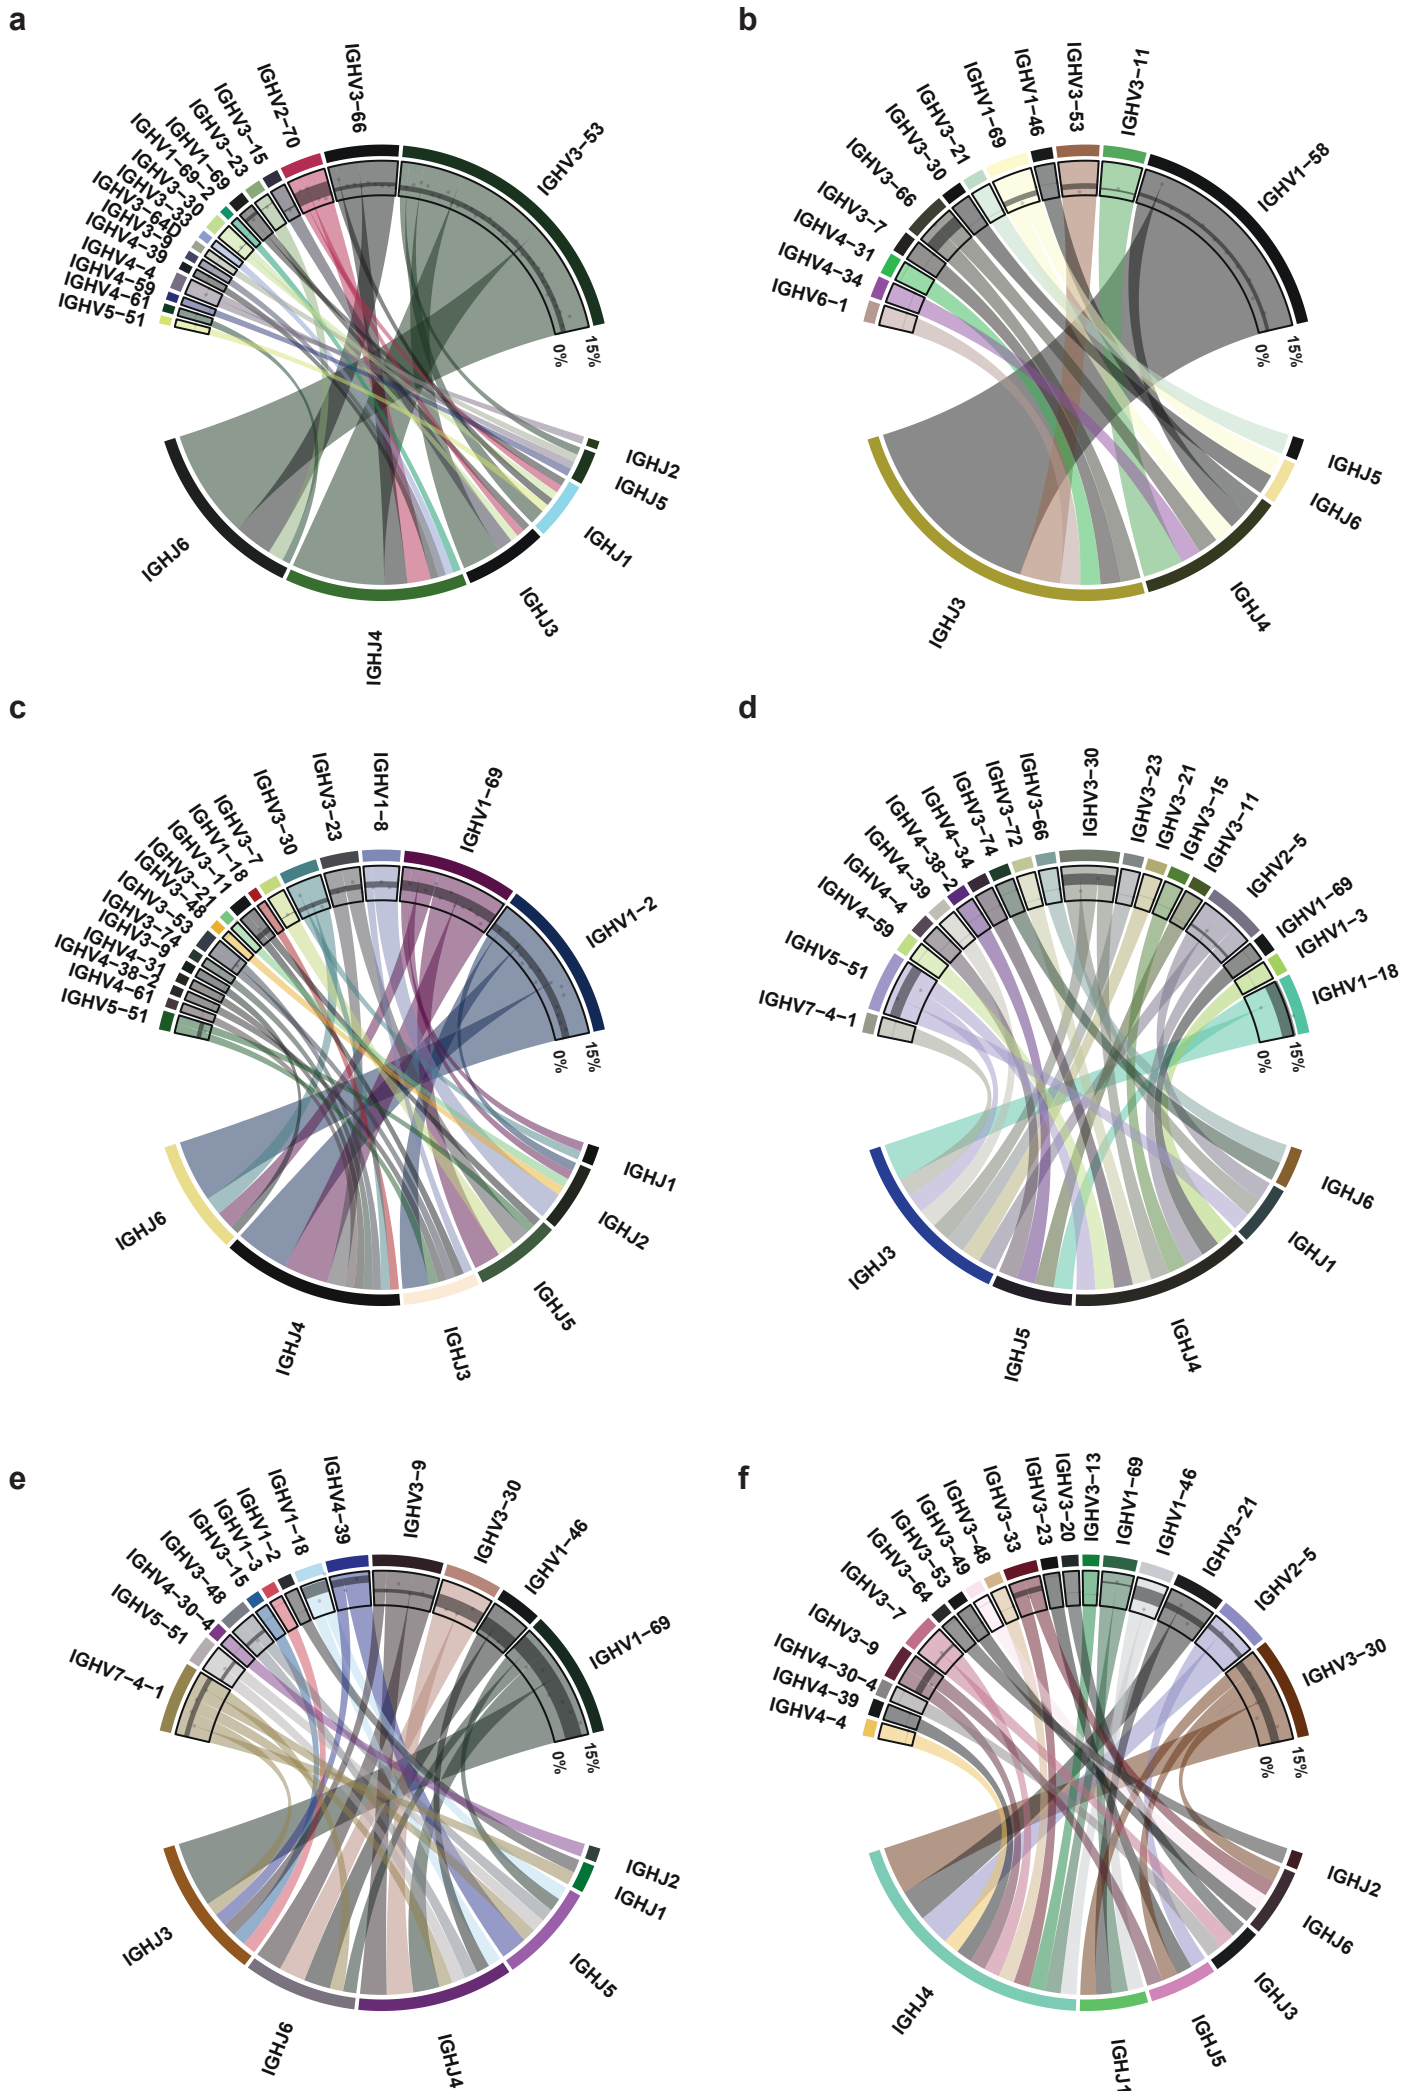 a
IGHV5−51
IGHV4−61
IGHV4−59
IGHV4−4
IGHV4−39
IGHV3−9
IGHV3−64D
IGHV3−33
IGHV3−30
IGHV1−69−2
IGHV1−69
IGHV3−23
IGHV3−15
IGHV2−70
IGHV3−66
IGHV3−53
0%
15%
IGHJ2
IGHJ5
IGHJ1
IGHJ3
IGHJ4
IGHJ6
b
IGHV6−1
IGHV4−34
IGHV4−31
IGHV3−7
IGHV3−66
IGHV3−30
IGHV3−21
IGHV1−69
IGHV1−46
IGHV3−53
IGHV3−11
IGHV1−58
0%
15%
IGHJ5
IGHJ6
IGHJ4
IGHJ3
c
IGHV5−51
IGHV4−61
IGHV4−38−2
IGHV4−31
IGHV3−9
IGHV3−74
IGHV3−53
IGHV3−48
IGHV3−21
IGHV3−11
IGHV1−18
IGHV3−7
IGHV3−30
IGHV3−23
IGHV1−8
IGHV1−69
IGHV1−2
0%
15%
IGHJ1
IGHJ2
IGHJ5
IGHJ3
IGHJ4
IGHJ6
d
IGHV7−4−1
IGHV5−51
IGHV4−59
IGHV4−4
IGHV4−39
IGHV4−38−2
IGHV4−34
IGHV3−74
IGHV3−72
IGHV3−66
IGHV3−30
IGHV3−23
IGHV3−21
IGHV3−15
IGHV3−11
IGHV2−5
IGHV1−69
IGHV1−3
IGHV1−18
0%
15%
IGHJ6
IGHJ1
IGHJ4
IGHJ5
IGHJ3
e
IGHV7−4−1
IGHV5−51
IGHV4−30−4
IGHV3−48
IGHV3−15
IGHV1−3
IGHV1−2
IGHV1−18
IGHV4−39
IGHV3−9
IGHV3−30
IGHV1−46
IGHV1−69
0%
15%
IGHJ2
IGHJ1
IGHJ5
IGHJ4
IGHJ6
IGHJ3
f
IGHV4−4
IGHV4−39
IGHV4−30−4
IGHV3−9
IGHV3−7
IGHV3−64
IGHV3−53
IGHV3−49
IGHV3−48
IGHV3−33
IGHV3−23
IGHV3−20
IGHV3−13
IGHV1−69
IGHV1−46
IGHV3−21
IGHV2−5
IGHV3−30
0%
15%
IGHJ2
IGHJ6
IGHJ3
IGHJ5
IGHJ1
IGHJ4